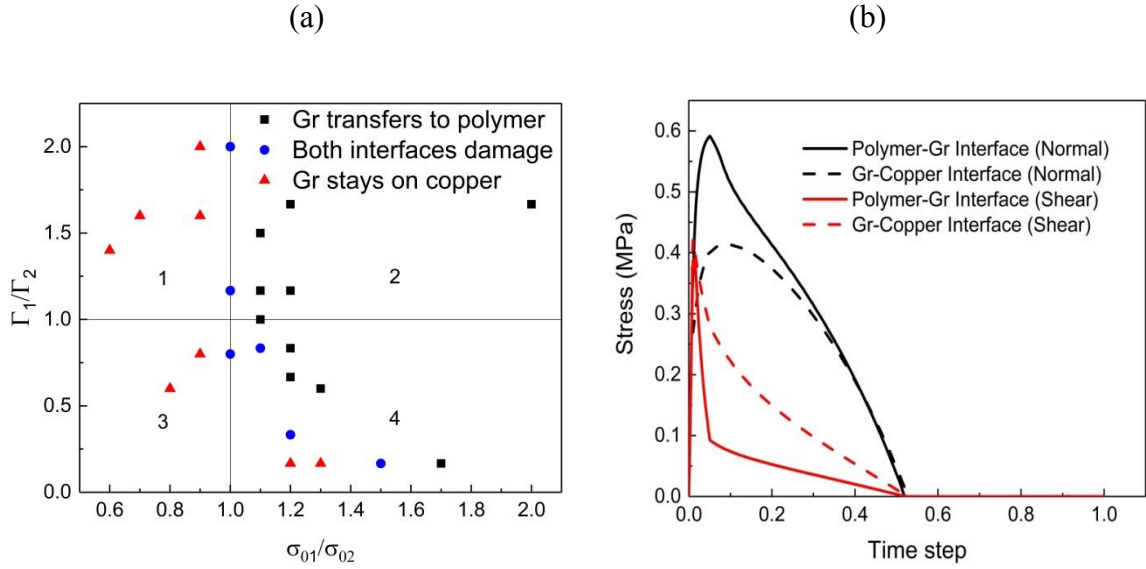 (a)
(b)
Gr transfers to polymer
Both interfaces damage
Gr stays on copper
2.0
1.5
1.0
0.5
0.0
Γ₁/Γ₂
1
2
3
4
0.6
0.8
1.0
1.2
1.4
1.6
1.8
2.0
σ₀₁/σ₀₂
Polymer-Gr Interface (Normal)
Gr-Copper Interface (Normal)
Polymer-Gr Interface (Shear)
Gr-Copper Interface (Shear)
0.6
0.5
0.4
0.3
0.2
0.1
0.0
Stress (MPa)
0.0
0.2
0.4
0.6
0.8
1.0
Time step